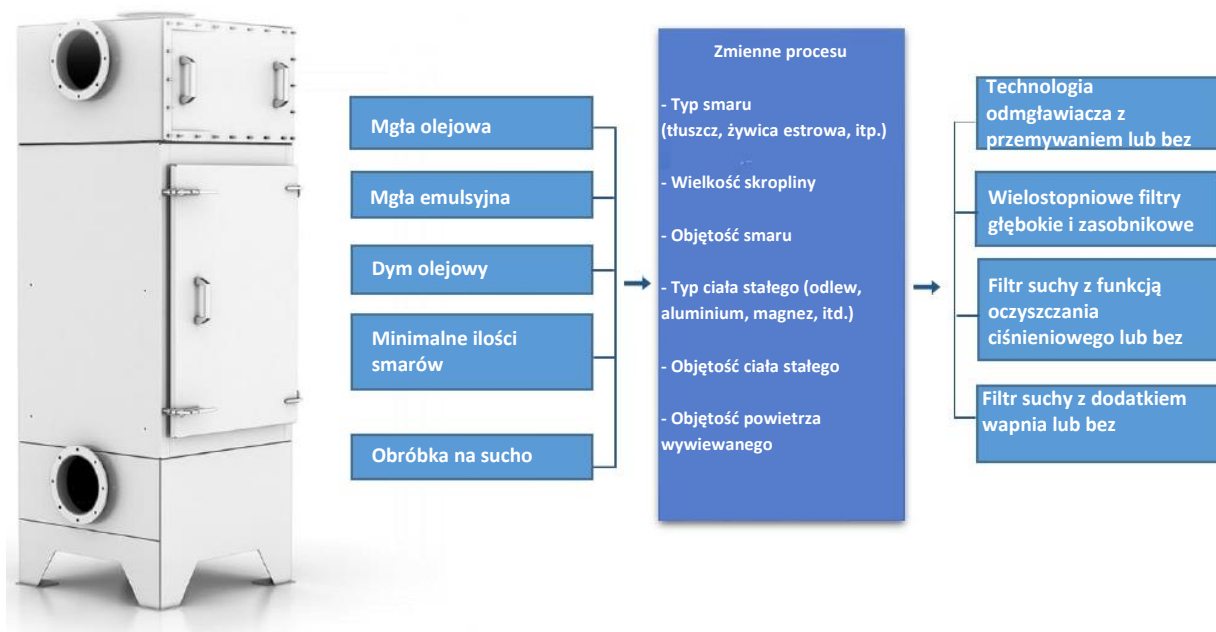 Mgła olejowa
Mgła emulsyjna
Dym olejowy
Minimalne ilości
smarów
Obróbka na sucho
Zmienne procesu
- Typ smaru
(tłuszcz, żywica estrowa, itp.)
- Wielkość skropliny
- Objętość smaru
- Typ ciała stałego (odlew,
aluminium, magnez, itd.)
- Objętość ciała stałego
- Objętość powietrza
wywiewanego
Technologia
odmgławiacza z
przemywaniem lub bez
Wielostopniowe filtry
głębokie i zasobnikowe
Filtr suchy z funkcją
oczyszczania
ciśnieniowego lub bez
Filtr suchy z dodatkiem
wapnia lub bez